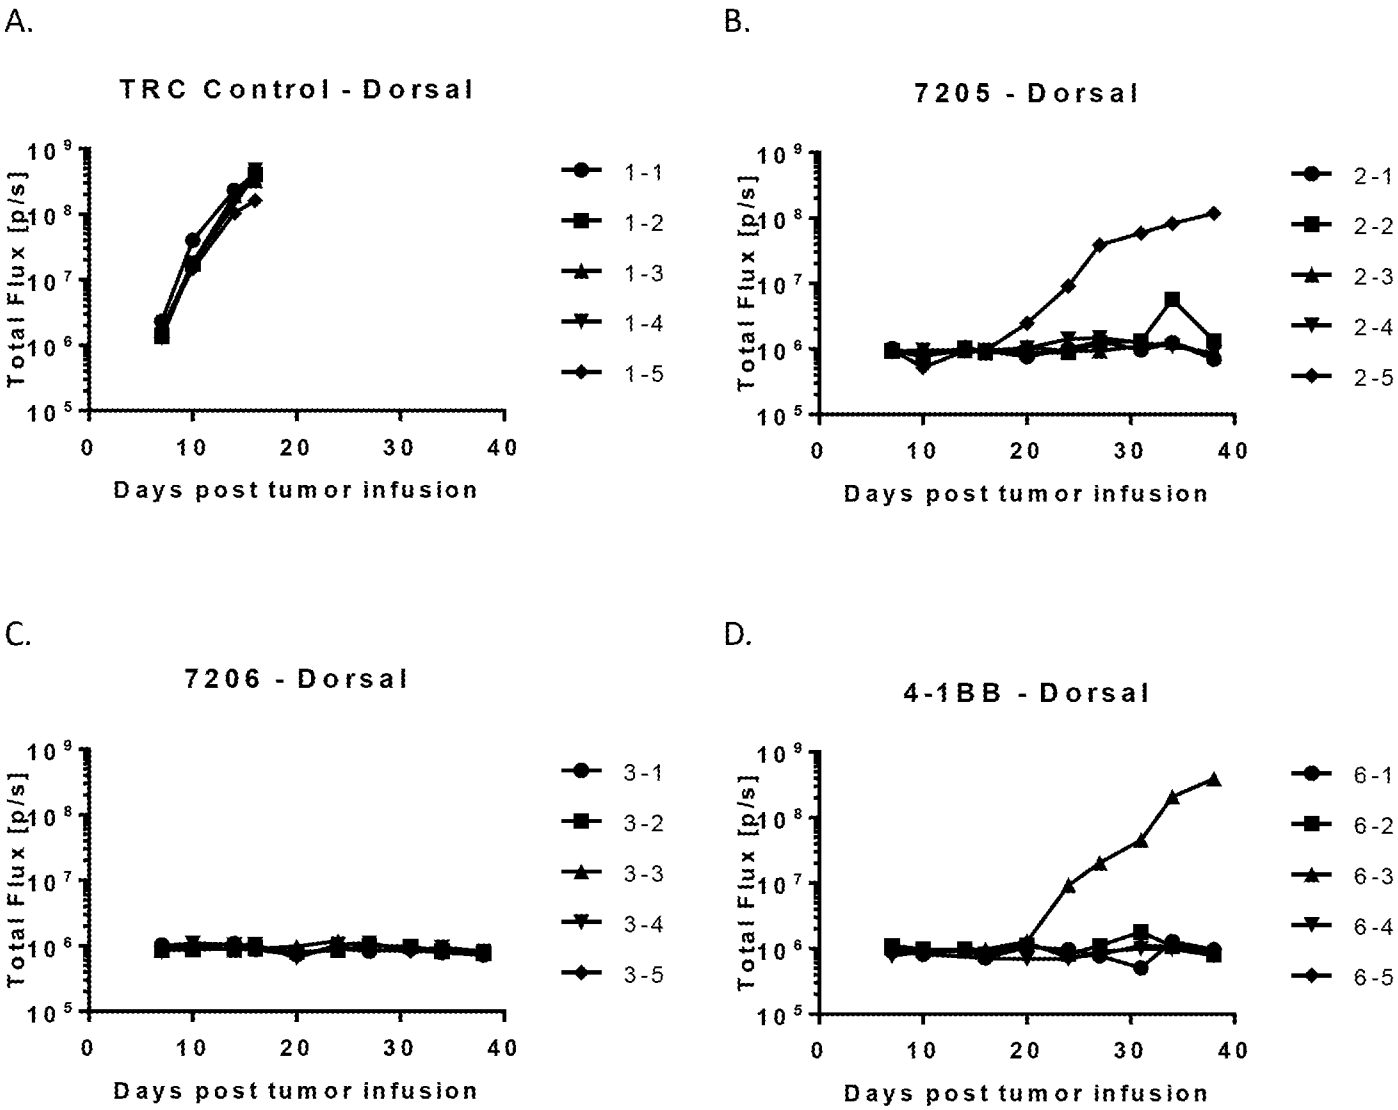 A.
TRC Control - Dorsal
Total Flux [p/s]
10^9
10^8
10^7
10^6
10^5
0 10 20 30 40
Days post tumor infusion
1-1
1-2
1-3
1-4
1-5
B.
7205 - Dorsal
Total Flux [p/s]
10^9
10^8
10^7
10^6
10^5
0 10 20 30 40
Days post tumor infusion
2-1
2-2
2-3
2-4
2-5
C.
7206 - Dorsal
Total Flux [p/s]
10^9
10^8
10^7
10^6
10^5
0 10 20 30 40
Days post tumor infusion
3-1
3-2
3-3
3-4
3-5
D.
4-1BB - Dorsal
Total Flux [p/s]
10^9
10^8
10^7
10^6
10^5
0 10 20 30 40
Days post tumor infusion
6-1
6-2
6-3
6-4
6-5